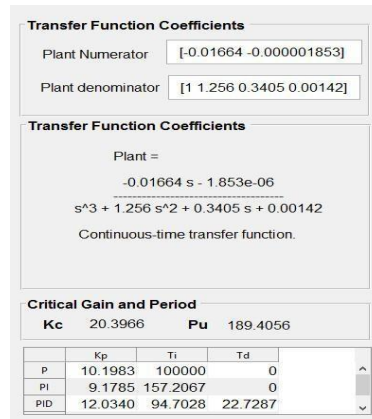 Transfer Function Coefficients
Plant Numerator [-0.01664 -0.000001853]
Plant denominator [1 1.256 0.3405 0.00142]
Transfer Function Coefficients
Plant =
-0.01664 s - 1.853e-06
----------------------------------
s^3 + 1.256 s^2 + 0.3405 s + 0.00142
Continuous-time transfer function.
Critical Gain and Period
Kc 20.3966 Pu 189.4056
Kp Ti Td
P 10.1983 100000 0
PI 9.1785 157.2067 0
PID 12.0340 94.7028 22.7287